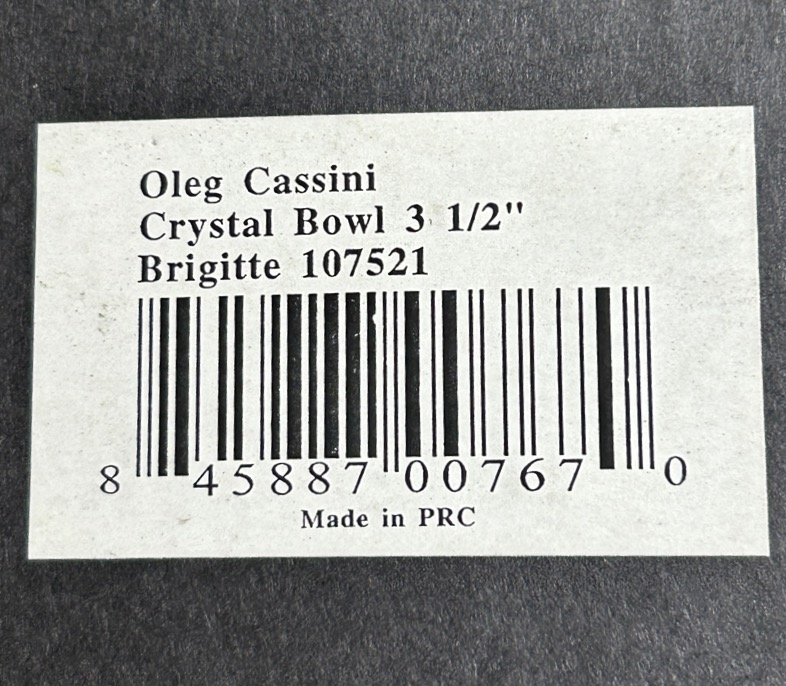 Oleg Cassini
Crystal Bowl 3 1/2"
Brigitte 107521
8 45887 00767 0
Made in PRC